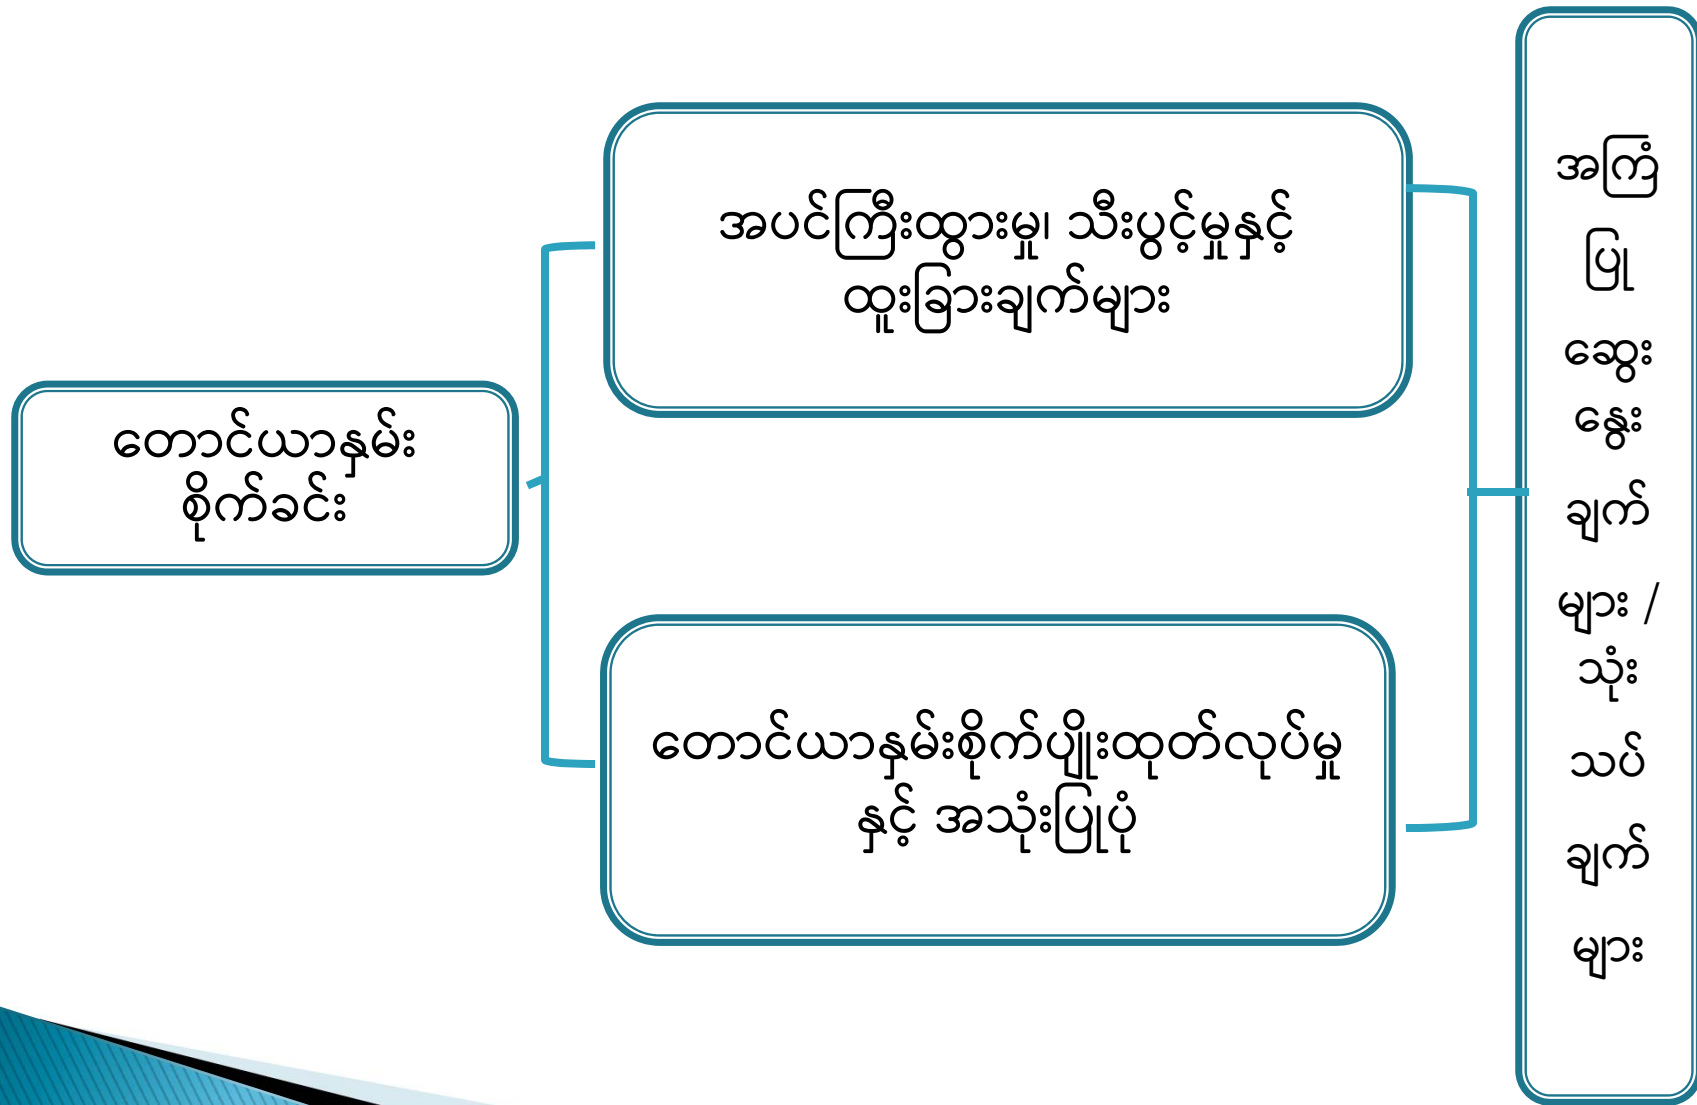 တောင်ယာနှမ်း
စိုက်ခင်း
အပင်ကြီးထွားမှု၊ သီးပွင့်မှုနှင့်
ထူးခြားချက်များ
တောင်ယာနှမ်းစိုက်ပျိုးထုတ်လုပ်မှု
နှင့် အသုံးပြုပုံ
အကြံ
ပြု
ဆွေး
နွေး
ချက်
များ /
သုံး
သပ်
ချက်
များ